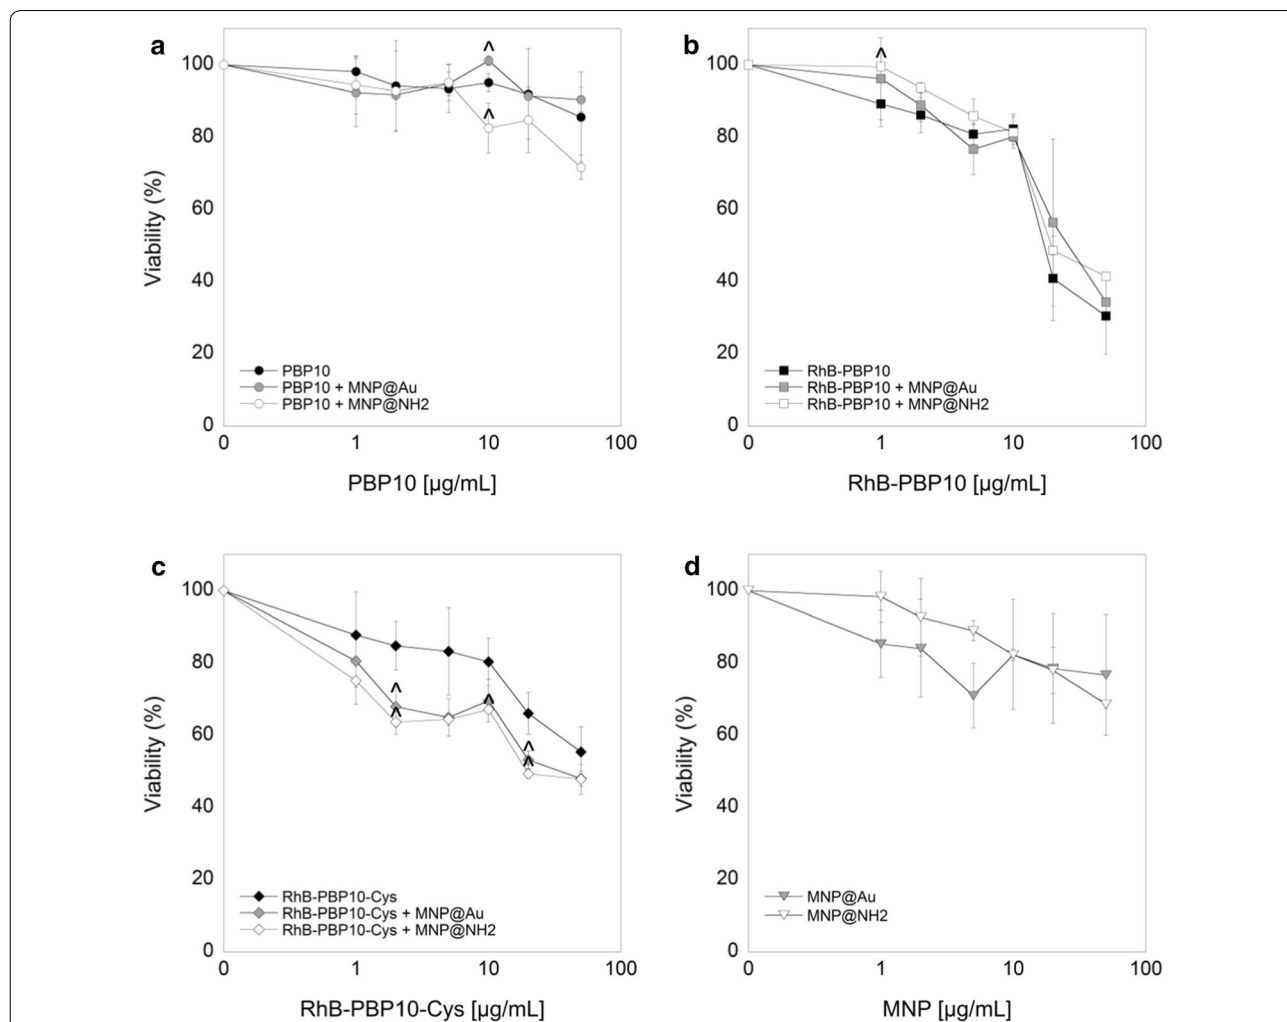 a
100
80
60
40
20
0
Viability (%)
^
^
PBP10
PBP10 + MNP@Au
PBP10 + MNP@NH2
0 1 10 100
PBP10 [µg/mL]
b
100
80
60
40
20
0
^
RhB-PBP10
RhB-PBP10 + MNP@Au
RhB-PBP10 + MNP@NH2
0 1 10 100
RhB-PBP10 [µg/mL]
c
100
80
60
40
20
0
Viability (%)
^
^
^
^
^
RhB-PBP10-Cys
RhB-PBP10-Cys + MNP@Au
RhB-PBP10-Cys + MNP@NH2
0 1 10 100
RhB-PBP10-Cys [µg/mL]
d
100
80
60
40
20
0
Viability (%)
MNP@Au
MNP@NH2
0 1 10 100
MNP [µg/mL]